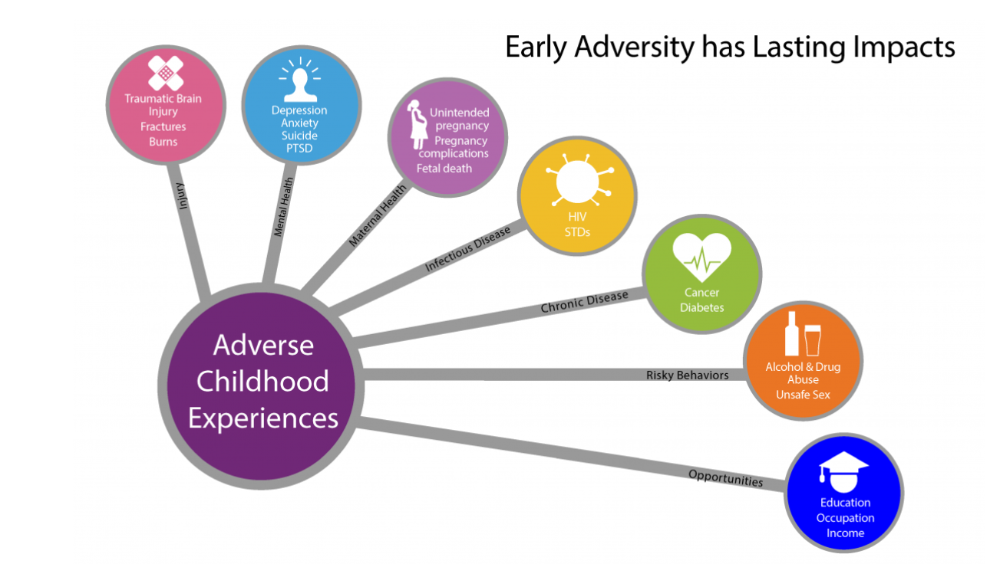 Early Adversity has Lasting Impacts
Traumatic Brain
Injury
Fractures
Burns
Injury
Depression
Anxiety
Suicide
PTSD
Mental Health
Unintended
pregnancy
Pregnancy
complications
Fetal death
Maternal Health
HIV
STDs
Infectious Disease
Cancer
Diabetes
Chronic Disease
Alcohol & Drug
Abuse
Unsafe Sex
Risky Behaviors
Education
Occupation
Income
Opportunities
Adverse
Childhood
Experiences